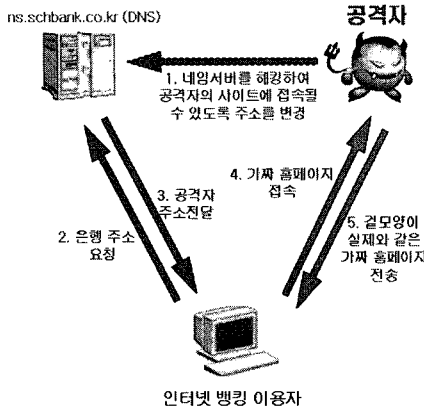 ns.schbank.co.kr (DNS)
공격자
1. 네임서버를 해킹하여
공격자의 사이트에 접속될
수 있도록 주소를 변경
4. 가짜 홈페이지
접속
3. 공격자
주소전달
2. 은행 주소
요청
5. 겉모양이
실제와 같은
가짜 홈페이지
전송
인터넷 뱅킹 이용자